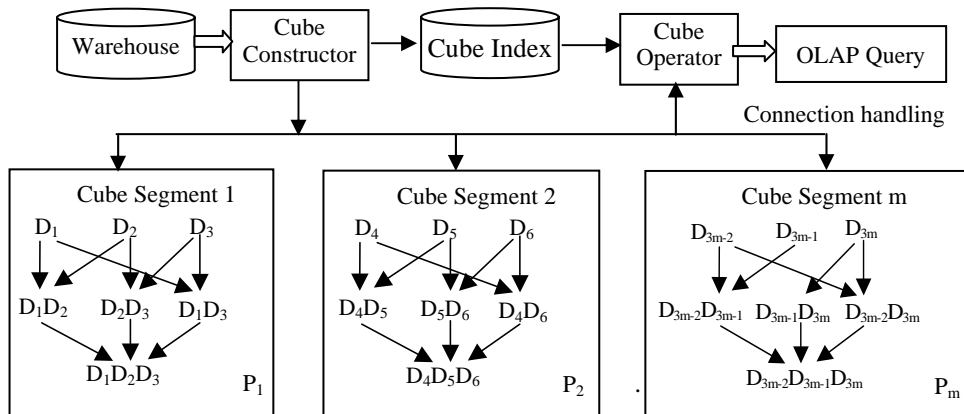 Warehouse
Cube Constructor
Cube Index
Cube Operator
OLAP Query
Connection handling
Cube Segment 1
D1 D2 D3
D1D2 D2D3 D1D3
D1D2D3
P1
Cube Segment 2
D4 D5 D6
D4D5 D5D6 D4D6
D4D5D6
P2
.
Cube Segment m
D3m-2 D3m-1 D3m
D3m-2D3m-1 D3m-1D3m D3m-2D3m
D3m-2D3m-1D3m
Pm